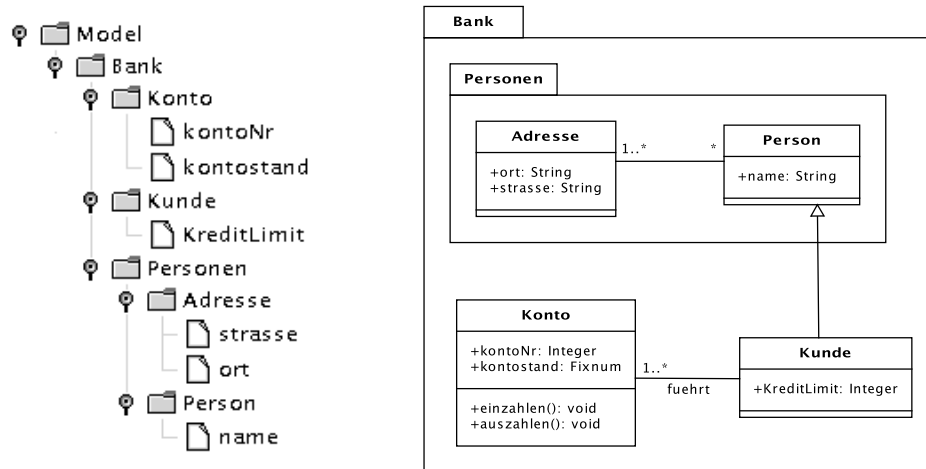 Model
Bank
Konto
kontoNr
kontostand
Kunde
KreditLimit
Personen
Adresse
strasse
ort
Person
name
Bank
Personen
Adresse
+ort: String
+strasse: String
1..*
*
Person
+name: String
Konto
+kontoNr: Integer
+kontostand: Fixnum
+einzahlen(): void
+auszahlen(): void
1..*
fuehrt
Kunde
+KreditLimit: Integer